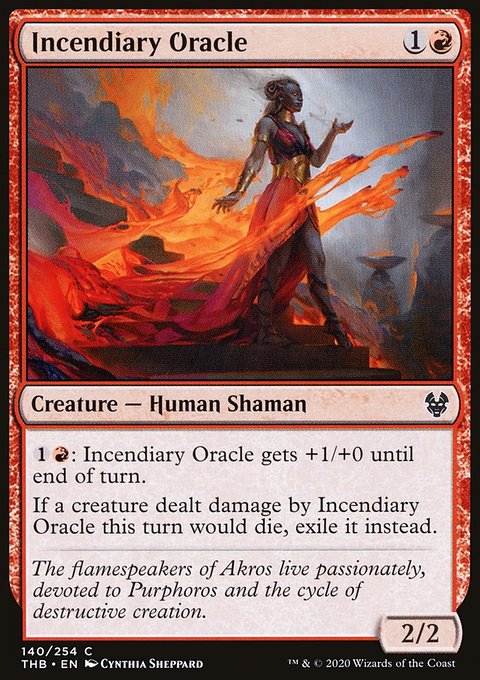 Incendiary Oracle 1
Creature — Human Shaman
1 : Incendiary Oracle gets +1/+0 until
end of turn.
If a creature dealt damage by Incendiary
Oracle this turn would die, exile it instead.
The flamespeakers of Akros live passionately,
devoted to Purphoros and the cycle of
destructive creation.
2/2
140/254 C
THB • EN Cynthia Sheppard
™ & © 2020 Wizards of the Coast